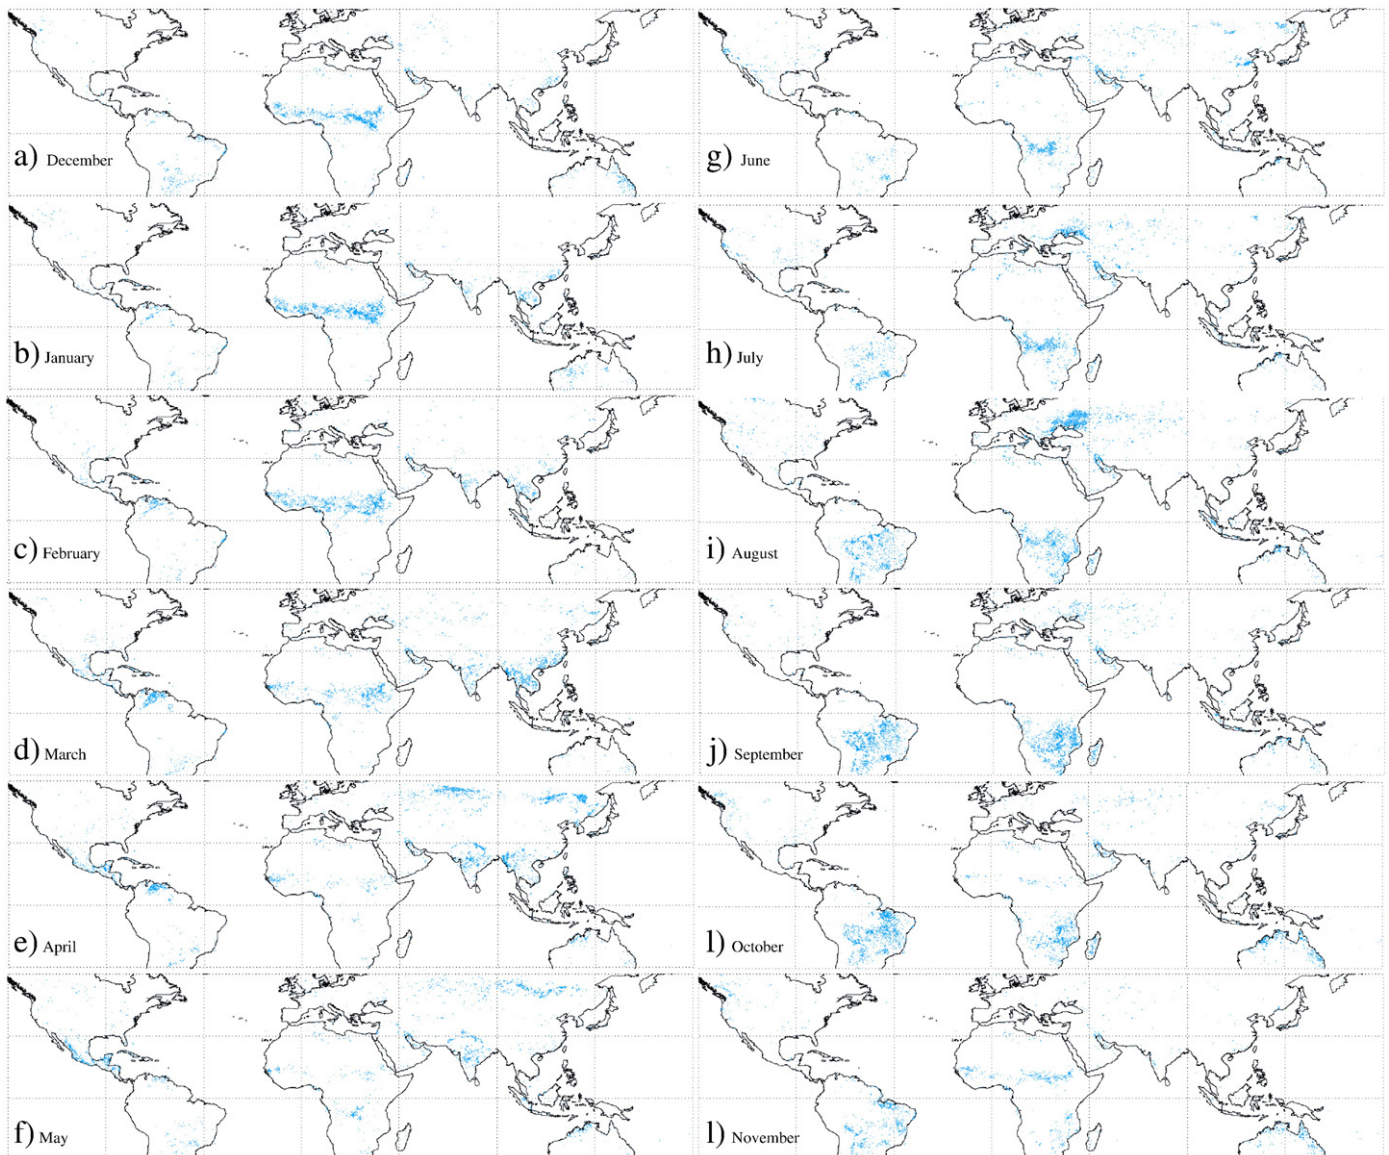 a) December
b) January
c) February
d) March
e) April
f) May
g) June
h) July
i) August
j) September
l) October
l) November